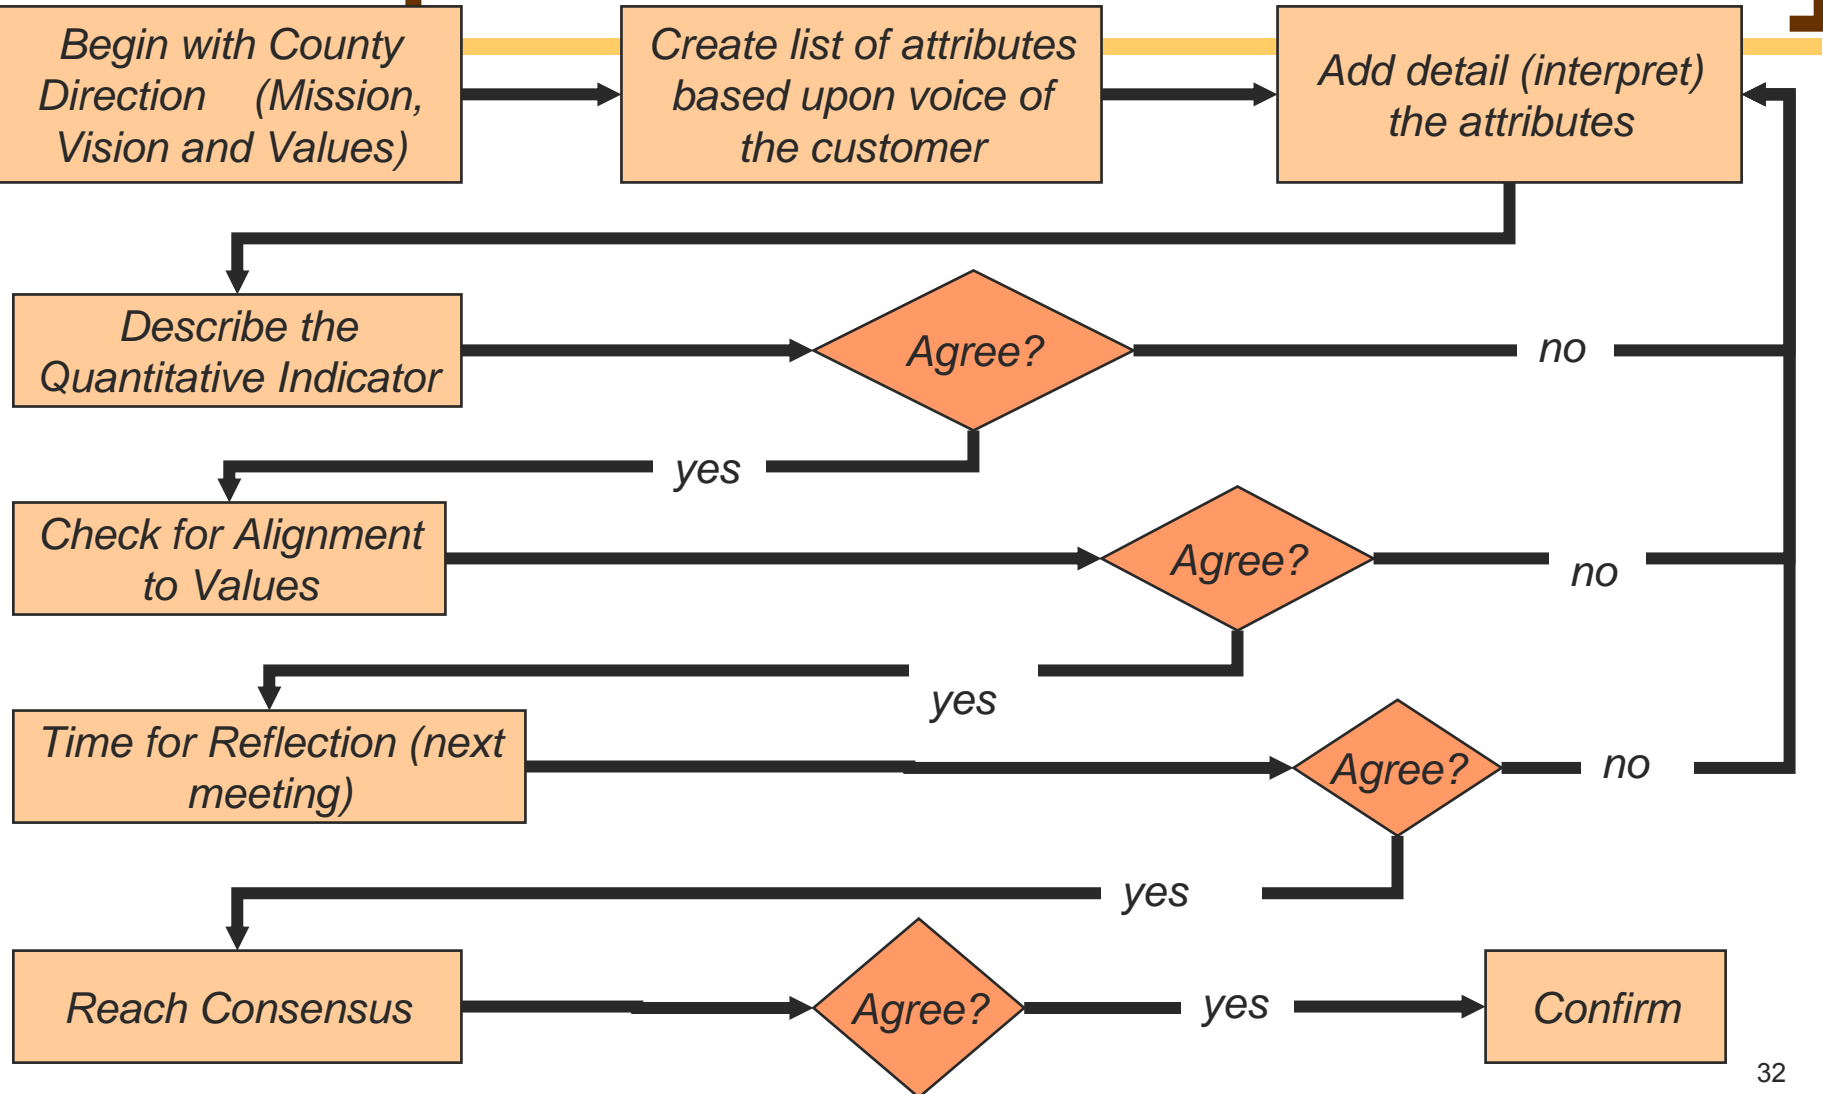 Begin with County
Direction (Mission,
Vision and Values)
Create list of attributes
based upon voice of
the customer
Add detail (interpret)
the attributes
Describe the
Quantitative Indicator
Agree?
no
yes
Check for Alignment
to Values
Agree?
no
yes
Time for Reflection (next
meeting)
Agree?
no
yes
Reach Consensus
Agree?
yes
Confirm
32